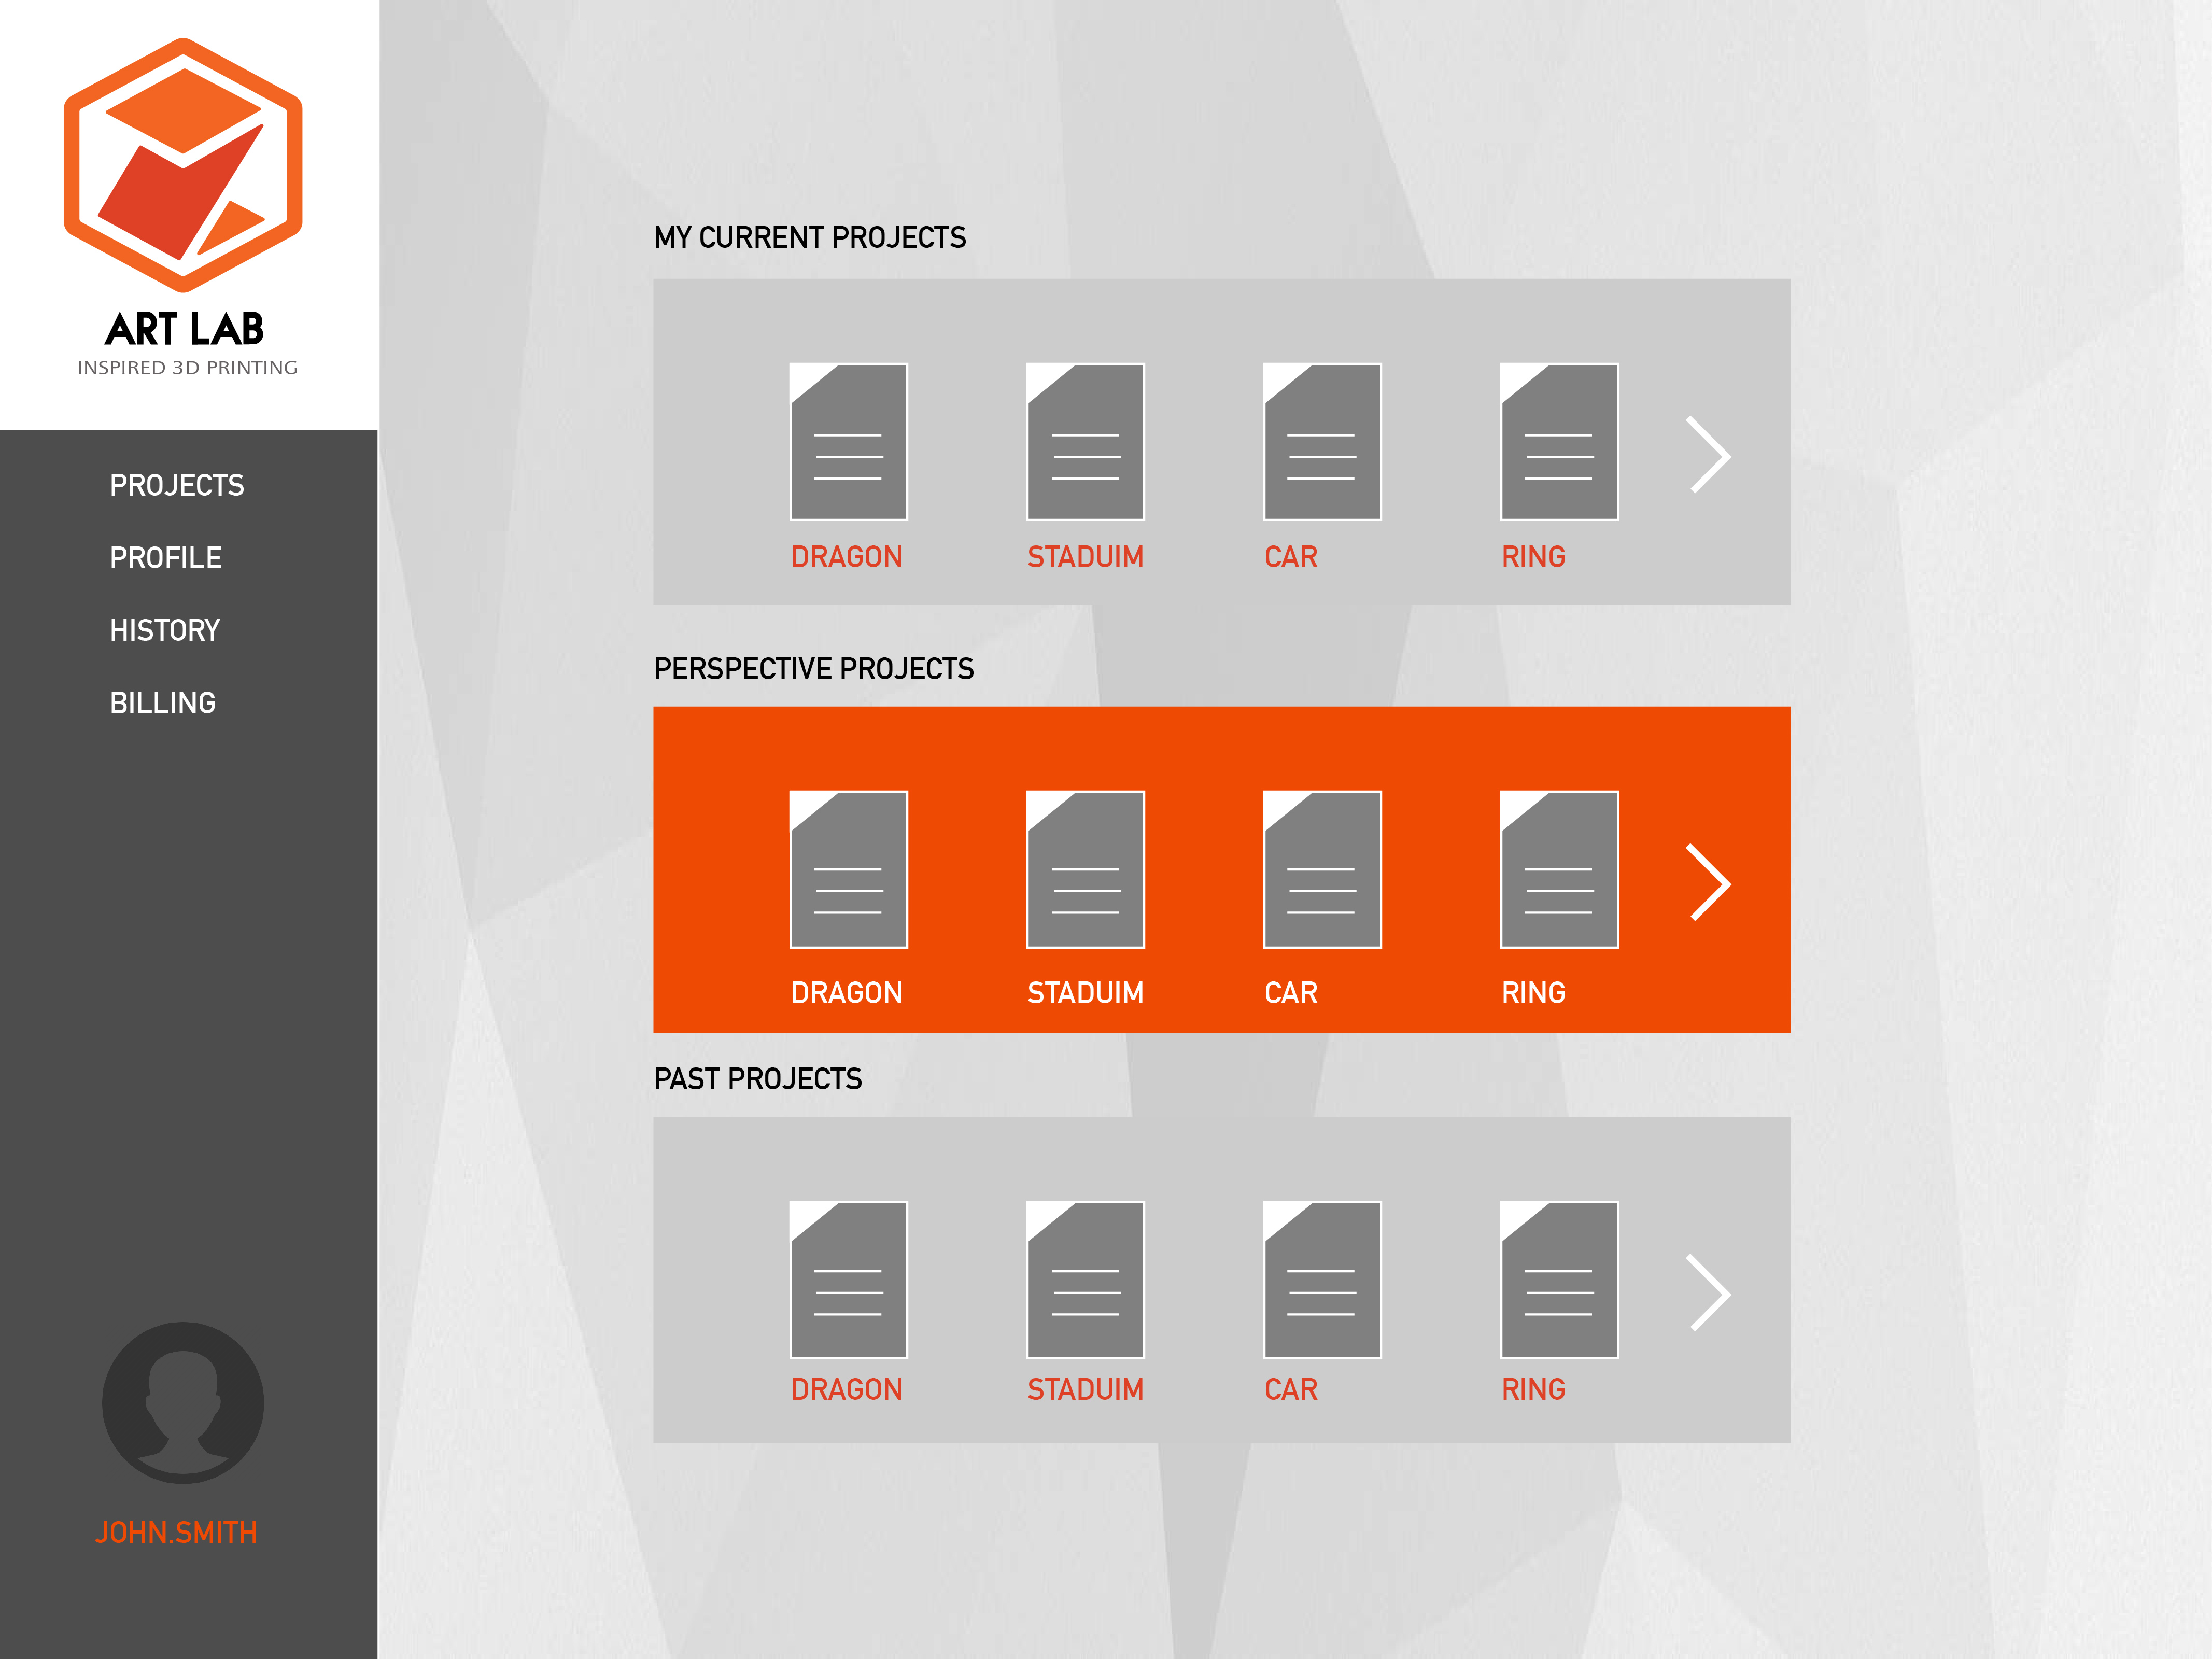 ART LAB
INSPIRED 3D PRINTING
PROJECTS
PROFILE
HISTORY
BILLING
JOHN.SMITH
MY CURRENT PROJECTS
DRAGON STADUIM CAR RING
PERSPECTIVE PROJECTS
DRAGON STADUIM CAR RING
PAST PROJECTS
DRAGON STADUIM CAR RING